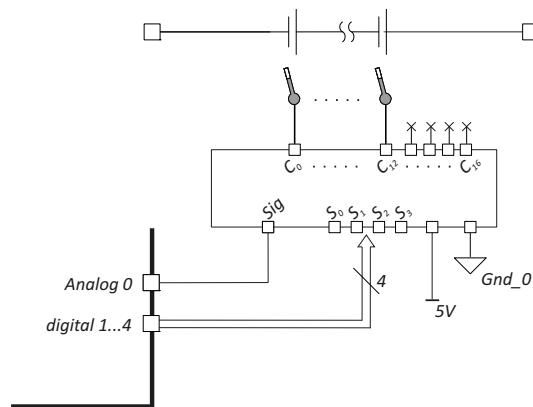 C0 . . . . . C12 . . . . . C16
Sig S0 S1 S2 S3
Analog 0
4
Gnd_0
5V
digital 1...4